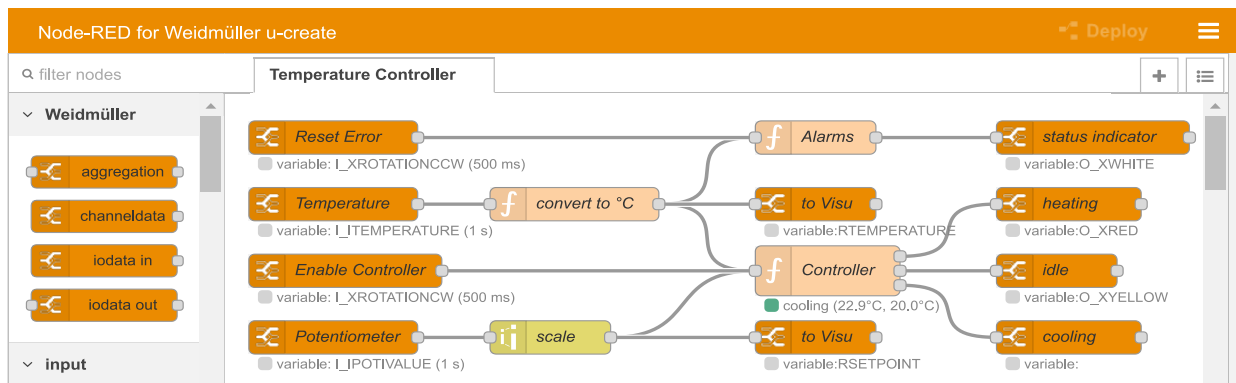 Node-RED for Weidmüller u-create
Deploy
filter nodes
Temperature Controller
Weidmüller
aggregation
channeldata
iodata in
iodata out
input
Reset Error
variable: I_XROTATIONCCW (500 ms)
Alarms
status indicator
variable:O_XWHITE
Temperature
variable: I_ITEMPERATURE (1 s)
convert to °C
to Visu
variable:RTEMPERATURE
heating
variable:O_XRED
Enable Controller
variable: I_XROTATIONCW (500 ms)
Controller
cooling (22.9°C, 20.0°C)
idle
variable:O_XYELLOW
Potentiometer
variable: I_IPOTIVALUE (1 s)
scale
to Visu
variable:RSETPOINT
cooling
variable: